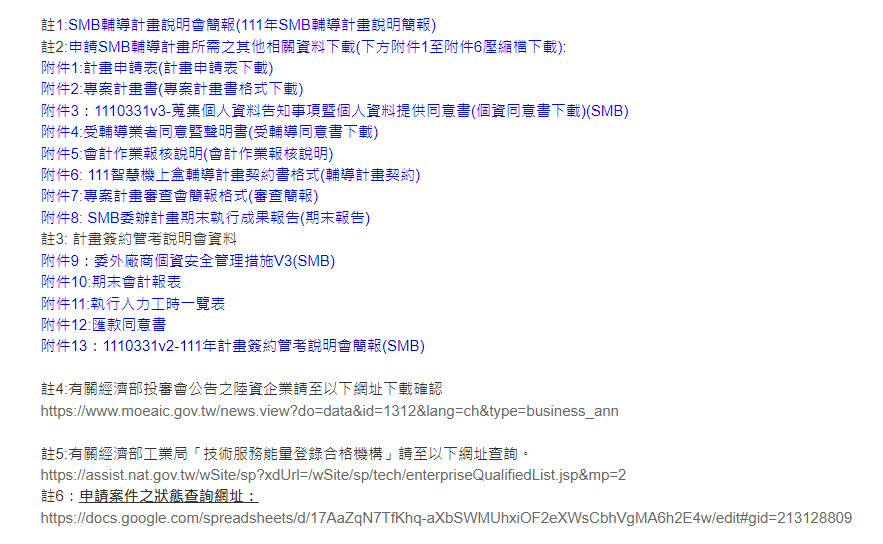 註1:SMB輔導計畫說明會簡報(111年SMB輔導計畫說明簡報)
註2:申請SMB輔導計畫所需之其他相關資料下載(下方附件1至附件6壓縮檔下載):
附件1:計畫申請表(計畫申請表下載)
附件2:專案計畫書(專案計畫書格式下載)
附件3：1110331v3-蒐集個人資料告知事項暨個人資料提供同意書(個資同意書下載)(SMB)
附件4:受輔導業者同意暨聲明書(受輔導同意書下載)
附件5:會計作業報核說明(會計作業報核說明)
附件6: 111智慧機上盒輔導計畫契約書格式(輔導計畫契約)
附件7:專案計畫審查會簡報格式(審查簡報)
附件8: SMB委辦計畫期末執行成果報告(期末報告)
註3: 計畫簽約管考說明會資料
附件9：委外廠商個資安全管理措施V3(SMB)
附件10:期末會計報表
附件11:執行人力工時一覽表
附件12:匯款同意書
附件13：1110331v2-111年計畫簽約管考說明會簡報(SMB)
註4:有關經濟部投審會公告之陸資企業請至以下網址下載確認
https://www.moeaic.gov.tw/news.view?do=data&id=1312&lang=ch&type=business_ann
註5:有關經濟部工業局「技術服務能量登錄合格機構」請至以下網址查詢。
https://assist.nat.gov.tw/wSite/sp?xdUrl=/wSite/sp/tech/enterpriseQualifiedList.jsp&mp=2
註6：申請案件之狀態查詢網址：
https://docs.google.com/spreadsheets/d/17AaZqN7TfKhq-aXbSWMUhxiOF2eXWsCbhVgMA6h2E4w/edit#gid=213128809